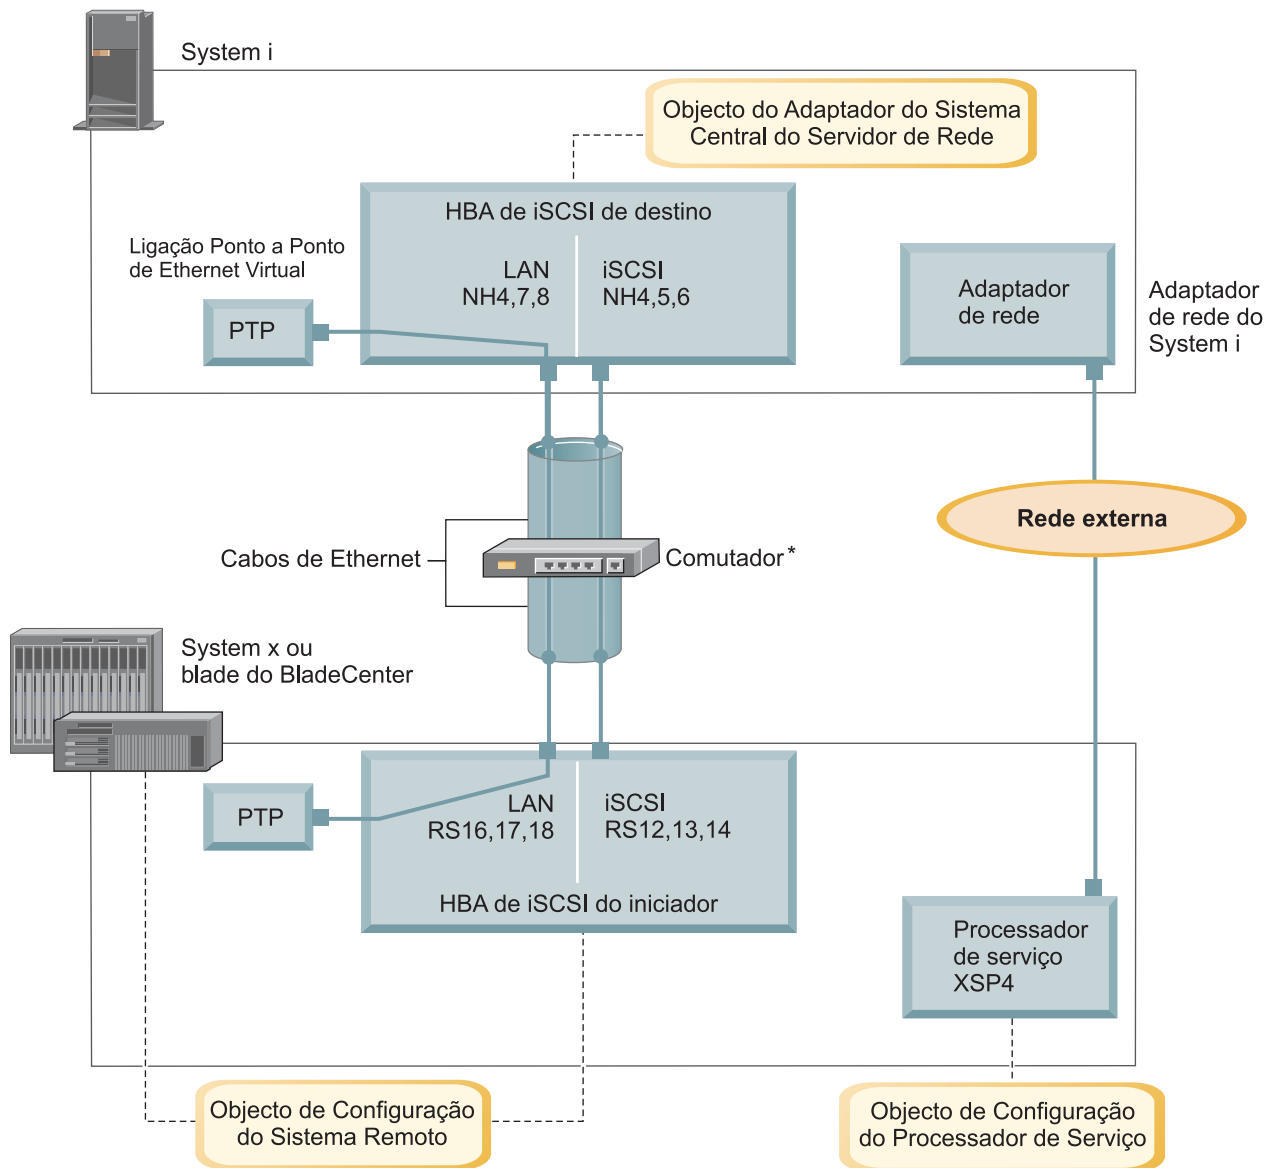 System i
Objecto do Adaptador do Sistema
Central do Servidor de Rede
HBA de iSCSI de destino
Ligação Ponto a Ponto
de Ethernet Virtual
LAN
NH4,7,8
iSCSI
NH4,5,6
PTP
Adaptador
de rede
Adaptador
de rede do
System i
Rede externa
Cabos de Ethernet
Comutador*
System x ou
blade do BladeCenter
PTP
LAN
RS16,17,18
iSCSI
RS12,13,14
HBA de iSCSI do iniciador
Processador
de serviço
XSP4
Objecto de Configuração
do Sistema Remoto
Objecto de Configuração
do Processador de Serviço